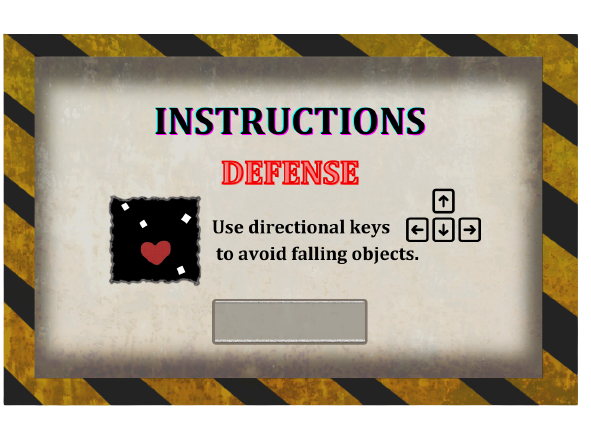 INSTRUCTIONS
DEFENSE
Use directional keys
to avoid falling objects.